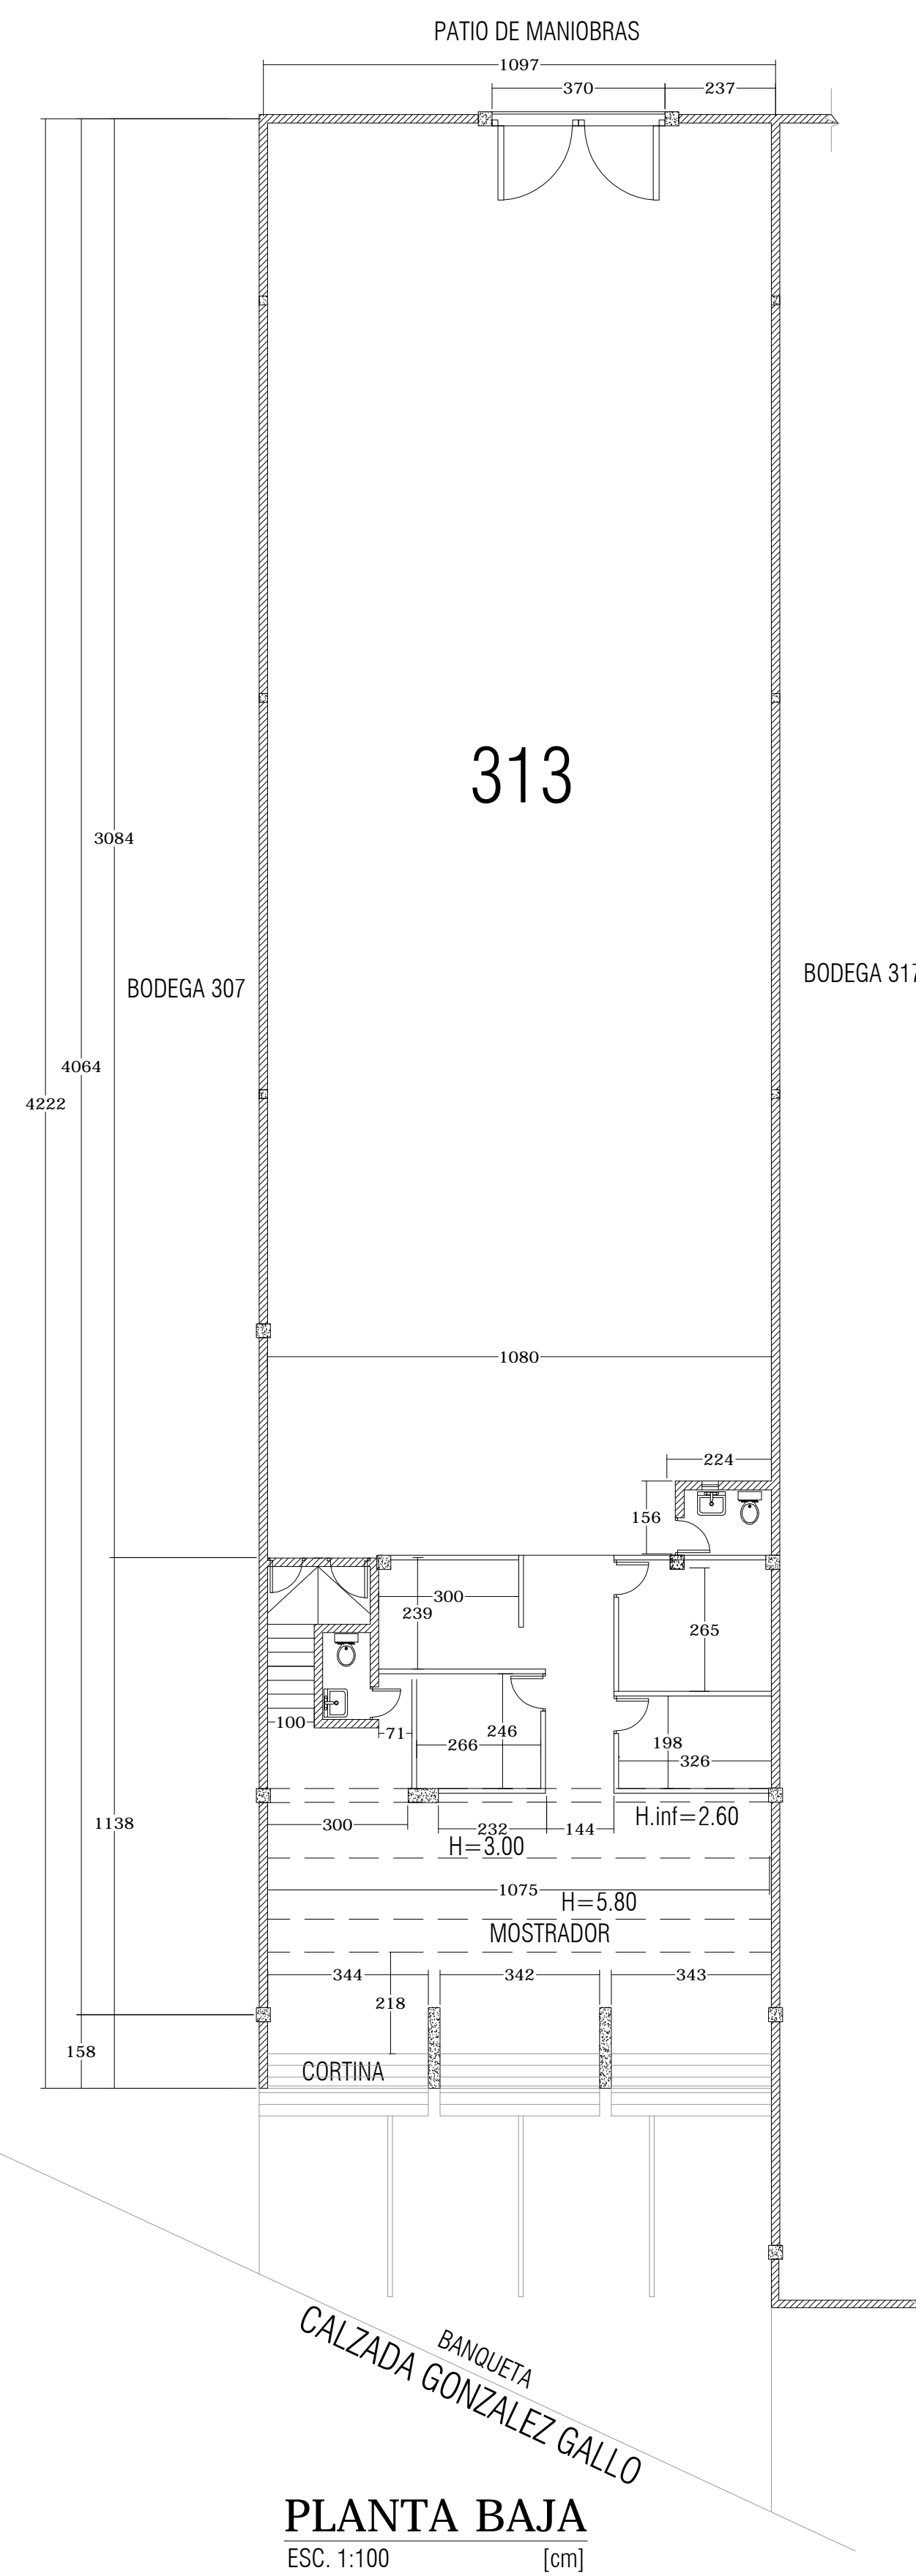 PATIO DE MANIOBRAS
1097
370
237
313
3084
BODEGA 307
BODEGA 317
4064
4222
1080
224
156
300
239
265
100
71
266
246
198
326
1138
300
232
144
H.inf=2.60
H=3.00
1075
H=5.80
MOSTRADOR
344
342
343
218
158
CORTINA
BANQUETA
CALZADA GONZALEZ GALLO
PLANTA BAJA
ESC. 1:100 [cm]